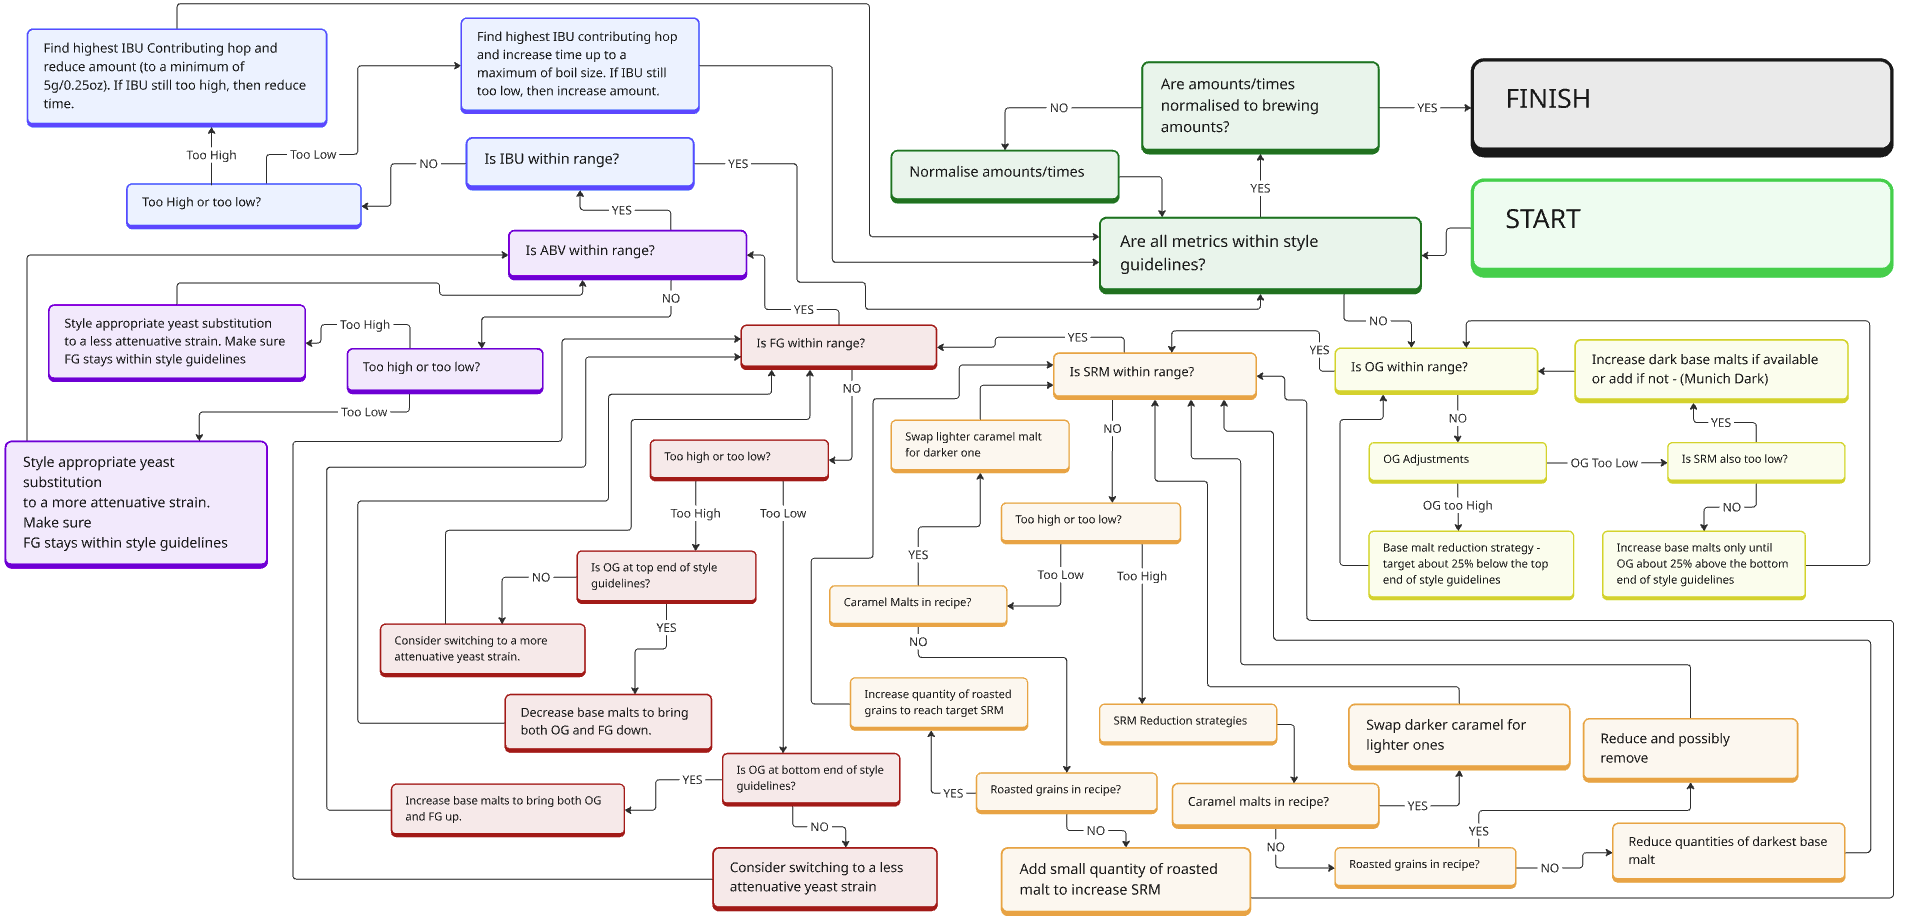 Find highest IBU Contributing hop and
reduce amount (to a minimum of
5g/0.25oz). If IBU still too high, then reduce
time.
Find highest IBU contributing hop
and increase time up to a
maximum of boil size. If IBU still
too low, then increase amount.
Are amounts/times
normalised to brewing
amounts?
NO
YES
FINISH
Too High
Too Low
Is IBU within range?
NO
YES
Normalise amounts/times
YES
Too High or too low?
START
YES
Is ABV within range?
Are all metrics within style
guidelines?
NO
YES
NO
Style appropriate yeast substitution
to a less attenuative strain. Make sure
FG stays within style guidelines
Too High
Too high or too low?
Too Low
Is FG within range?
NO
YES
Is SRM within range?
NO
YES
Is OG within range?
NO
Increase dark base malts if available
or add if not - (Munich Dark)
YES
Style appropriate yeast
substitution
to a more attenuative strain.
Make sure
FG stays within style guidelines
Too high or too low?
Too High
Too Low
Swap lighter caramel malt
for darker one
OG Adjustments
OG Too Low
Is SRM also too low?
OG too High
NO
Too high or too low?
Too Low
Too High
YES
Base malt reduction strategy -
target about 25% below the top
end of style guidelines
Increase base malts only until
OG about 25% above the bottom
end of style guidelines
Is OG at top end of style
guidelines?
NO
YES
Caramel Malts in recipe?
NO
Consider switching to a more
attenuative yeast strain.
Decrease base malts to bring
both OG and FG down.
Increase quantity of roasted
grains to reach target SRM
SRM Reduction strategies
Swap darker caramel for
lighter ones
Reduce and possibly
remove
Is OG at bottom end of style
guidelines?
YES
NO
Increase base malts to bring both OG
and FG up.
Roasted grains in recipe?
YES
NO
Caramel malts in recipe?
YES
NO
YES
Consider switching to a less
attenuative yeast strain
Add small quantity of roasted
malt to increase SRM
Roasted grains in recipe?
NO
Reduce quantities of darkest base
malt